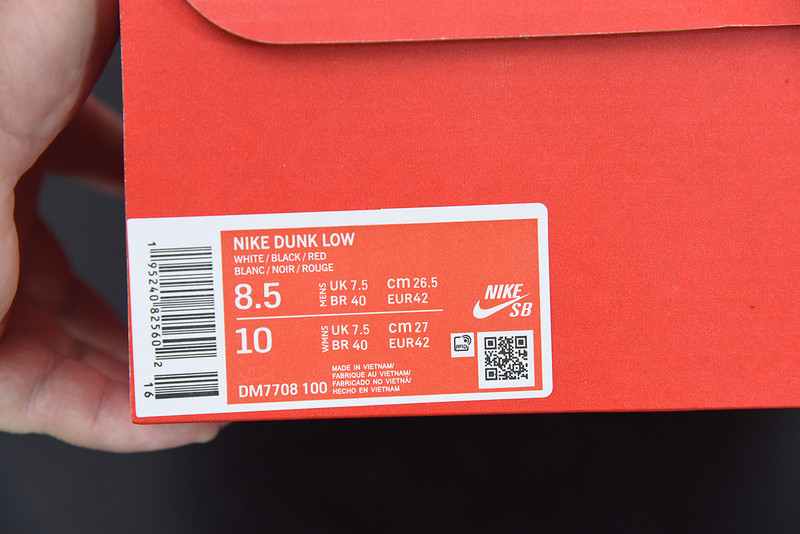 NIKE DUNK LOW
WHITE / BLACK / RED
BLANC / NOIR / ROUGE
8.5 MENS UK 7.5 CM 26.5
BR 40 EUR42
10 WMNS UK 7.5 CM 27
BR 40 EUR42
MADE IN VIETNAM/
FABRIQUE AU VIETNAM/
FABRICADO NO VIETNÃ/
HECHO EN VIETNAM
DM7708 100
NIKE
SB
RFID
1 95240 82560 2
16